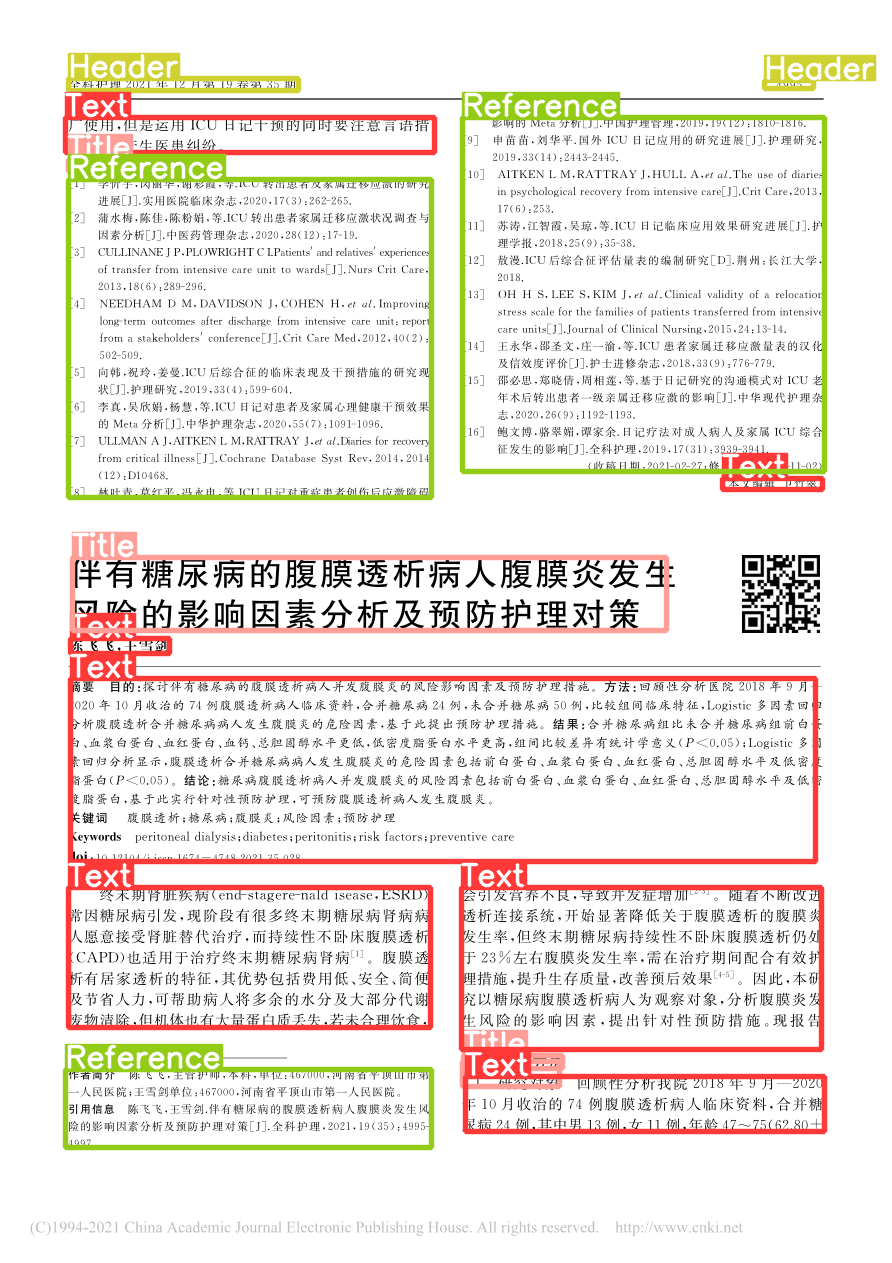 Header
Header
全科护理 2021 年 12 月第 19 卷第 35 期
Text
广使用,但是运用 ICU 日记干预的同时要注意言语措
生医患纠纷.
Title
Reference
[1] 李价予,闵丽华,谢彩霞,等.ICU 转出患者及家属迁移应激的研究
进展[J].实用医院临床杂志,2020,17(3):262-265.
[2] 蒲水梅,陈佳,陈粉娟,等.ICU 转出患者家属迁移应激状况调查与
因素分析[J].中医药管理杂志,2020,28(12):17-19.
[3] CULLINANE J P,PLOWRIGHT C I.Patients' and relatives' experiences
of transfer from intensive care unit to wards[J].Nurs Crit Care,
2013,18(6):289-296.
[4] NEEDHAM D M,DAVIDSON J,COHEN H,et al.Improving
long-term outcomes after discharge from intensive care unit:report
from a stakeholders' conference[J].Crit Care Med,2012,40(2):
502-509.
[5] 向韩,祝玲,姜曼.ICU 后综合征的临床表现及干预措施的研究现
状[J].护理研究,2019,33(4):599-604.
[6] 李真,吴欣娟,杨慧,等.ICU 日记对患者及家属心理健康干预效果
的 Meta 分析[J].中华护理杂志,2020,55(7):1091-1096.
[7] ULLMAN A J,AITKEN L M,RATTRAY J,et al.Diaries for recovery
from critical illness[J].Cochrane Database Syst Rev,2014,2014
(12):D10468.
[8] 林叶青,莫红平,冯永申,等.ICU 日记对重症患者创伤后应激障碍
Reference
影响的 Meta 分析[J].中国护理管理,2019,19(12):1810-1816.
[9] 申苗苗,刘华平.国外 ICU 日记应用的研究进展[J].护理研究,
2019,33(14):2443-2445.
[10] AITKEN L M,RATTRAY J,HULL A,et al.The use of diaries
in psychological recovery from intensive care[J].Crit Care,2013,
17(6):253.
[11] 苏涛,江智霞,吴琼,等.ICU 日记临床应用效果研究进展[J].护
理学报,2018,25(9):35-38.
[12] 敖漫.ICU 后综合征评估量表的编制研究[D].荆州:长江大学,
2018.
[13] OH H S,LEE S,KIM J,et al.Clinical validity of a relocation
stress scale for the families of patients transferred from intensive
care units[J].Journal of Clinical Nursing,2015,24:13-14.
[14] 王永华,邵圣文,庄一渝,等.ICU 患者家属迁移应激量表的汉化
及信效度评价[J].护士进修杂志,2018,33(9):776-779.
[15] 邵必思,郑晓倩,周相莲,等.基于日记研究的沟通模式对 ICU 老
年术后转出患者一级亲属迁移应激的影响[J].中华现代护理杂
志,2020,26(9):1192-1193.
[16] 鲍文博,骆翠媚,谭家余.日记疗法对成人病人及家属 ICU 综合
征发生的影响[J].全科护理,2019,17(31):3939-3941.
(收稿日期:2021-02-27;修 11-02)
Text
本文编辑
Title
伴有糖尿病的腹膜透析病人腹膜炎发生
风险的影响因素分析及预防护理对策
Text
陈飞飞,王雪剑
Text
摘要 目的:探讨伴有糖尿病的腹膜透析病人并发腹膜炎的风险影响因素及预防护理措施。方法:回顾性分析医院 2018 年 9 月—
2020 年 10 月收治的 74 例腹膜透析病人临床资料,合并糖尿病 24 例,未合并糖尿病 50 例,比较组间临床特征,Logistic 多因素回归
分析腹膜透析合并糖尿病病人发生腹膜炎的危险因素,基于此提出预防护理措施。结果:合并糖尿病组比未合并糖尿病组前白蛋
白、血浆白蛋白、血红蛋白、血钙、总胆固醇水平更低,低密度脂蛋白水平更高,组间比较差异有统计学意义(P<0.05);Logistic 多因
素回归分析显示,腹膜透析合并糖尿病病人发生腹膜炎的危险因素包括前白蛋白、血浆白蛋白、血红蛋白、总胆固醇水平及低密度
脂蛋白(P<0.05)。结论:糖尿病腹膜透析病人并发腹膜炎的风险因素包括前白蛋白、血浆白蛋白、血红蛋白、总胆固醇水平及低密
度脂蛋白,基于此实行针对性预防护理,可预防腹膜透析病人发生腹膜炎。
关键词 腹膜透析;糖尿病;腹膜炎;风险因素;预防护理
Keywords peritoneal dialysis;diabetes;peritonitis;risk factors;preventive care
doi:10.12104/j.issn.1674-4748.2021.35.028
Text
终末期肾脏疾病(end-stagere-nald isease,ESRD)
常因糖尿病引发,现阶段有很多终末期糖尿病肾病病
人愿意接受肾脏替代治疗,而持续性不卧床腹膜透析
(CAPD)也适用于治疗终末期糖尿病肾病[1]。腹膜透
析有居家透析的特征,其优势包括费用低、安全、简便
及节省人力,可帮助病人将多余的水分及大部分代谢
废物清除,但机体也有大量蛋白质丢失,若未合理饮食,
Reference
作者简介 陈飞飞,主管护师,本科,单位:467000,河南省平顶山市第
一人民医院;王雪剑单位:467000,河南省平顶山市第一人民医院。
引用信息 陈飞飞,王雪剑.伴有糖尿病的腹膜透析病人腹膜炎发生风
险的影响因素分析及预防护理对策[J].全科护理,2021,19(35):4995-
4997.
Text
会引发营养不良,导致并发症增加[2-3]。随着不断改进
透析连接系统,开始显著降低关于腹膜透析的腹膜炎
发生率,但终末期糖尿病持续性不卧床腹膜透析仍处
于 23%左右腹膜炎发生率,需在治疗期间配合有效护
理措施,提升生存质量,改善预后效果[4-5]。因此,本研
究以糖尿病腹膜透析病人为观察对象,分析腹膜炎发
生风险的影响因素,提出针对性预防措施。现报告
Title
Text
研究对象 回顾性分析我院 2018 年 9 月—2020
年 10 月收治的 74 例腹膜透析病人临床资料,合并糖
尿病 24 例,其中男 13 例,女 11 例,年龄 47～75(62.80±
(C)1994-2021 China Academic Journal Electronic Publishing House. All rights reserved. http://www.cnki.net